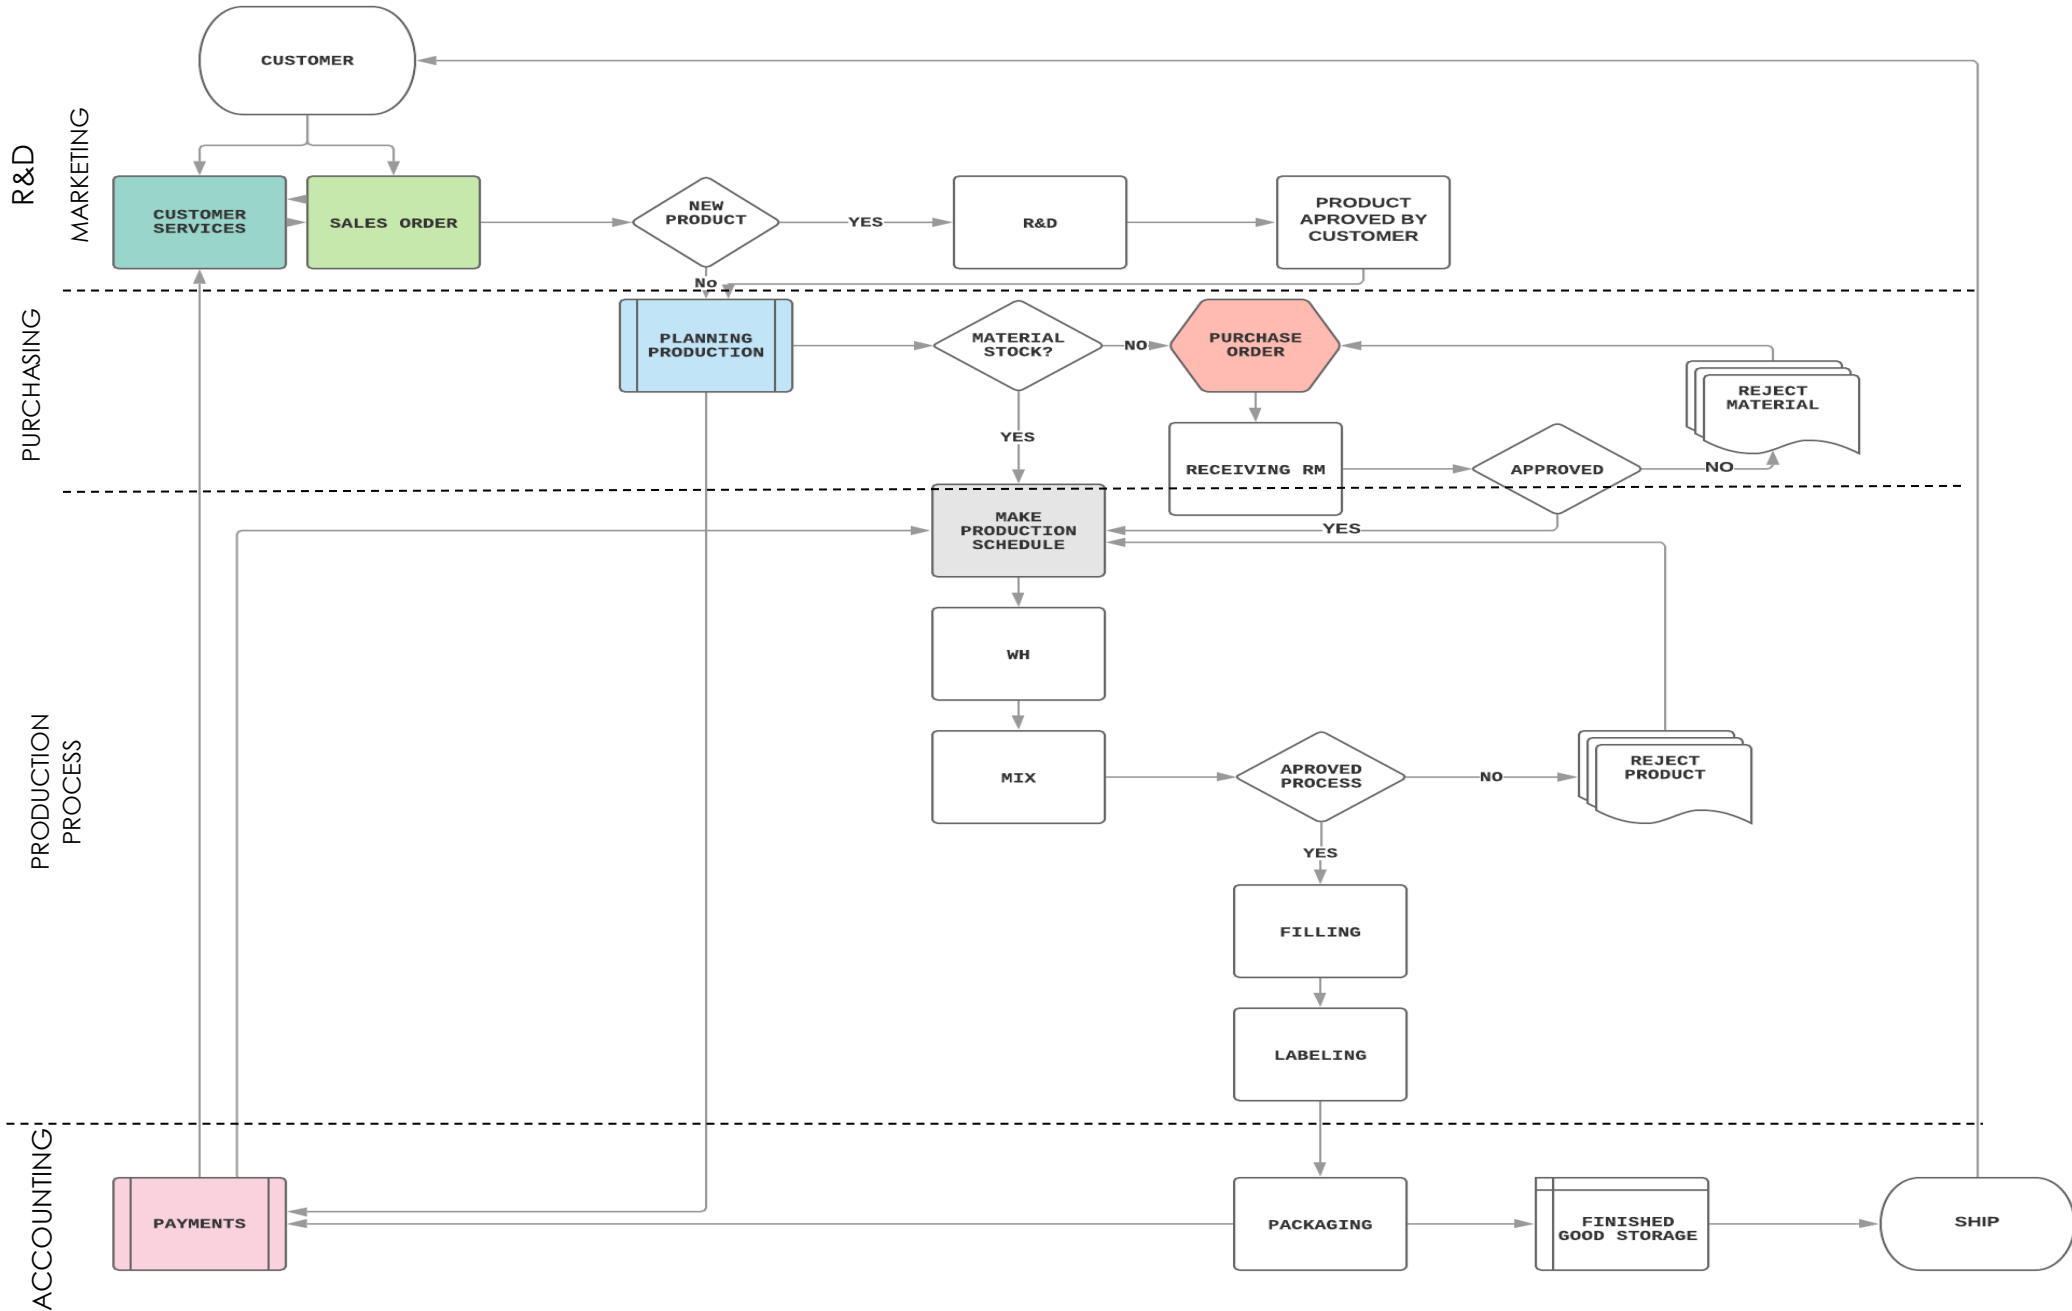 CUSTOMER
R&D
MARKETING
CUSTOMER
SERVICES
SALES ORDER
NEW
PRODUCT
YES
R&D
PRODUCT
APROVED BY
CUSTOMER
No
PURCHASING
PLANNING
PRODUCTION
MATERIAL
STOCK?
NO
PURCHASE
ORDER
REJECT
MATERIAL
YES
RECEIVING RM
APPROVED
NO
MAKE
PRODUCTION
SCHEDULE
YES
WH
PRODUCTION
PROCESS
MIX
APROVED
PROCESS
NO
REJECT
PRODUCT
YES
FILLING
LABELING
ACCOUNTING
PAYMENTS
PACKAGING
FINISHED
GOOD STORAGE
SHIP